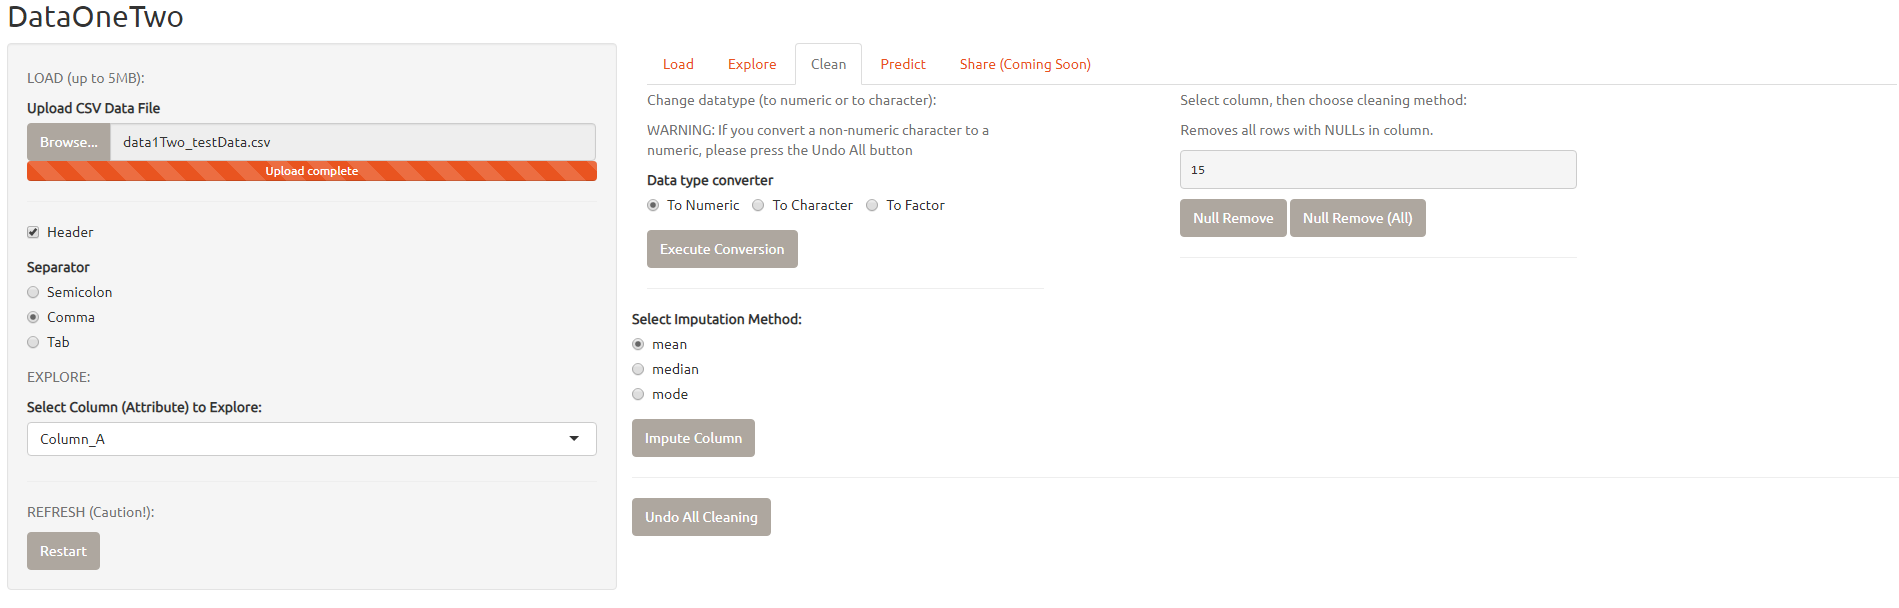 DataOneTwo
LOAD (up to 5MB):
Upload CSV Data File
Browse... data1Two_testData.csv
Upload complete
Header
Separator
Semicolon
Comma
Tab
EXPLORE:
Select Column (Attribute) to Explore:
Column_A
REFRESH (Caution!):
Restart
Load Explore Clean Predict Share (Coming Soon)
Change datatype (to numeric or to character):
WARNING: If you convert a non-numeric character to a
numeric, please press the Undo All button
Data type converter
To Numeric To Character To Factor
Execute Conversion
Select column, then choose cleaning method:
Removes all rows with NULLs in column.
15
Null Remove Null Remove (All)
Select Imputation Method:
mean
median
mode
Impute Column
Undo All Cleaning